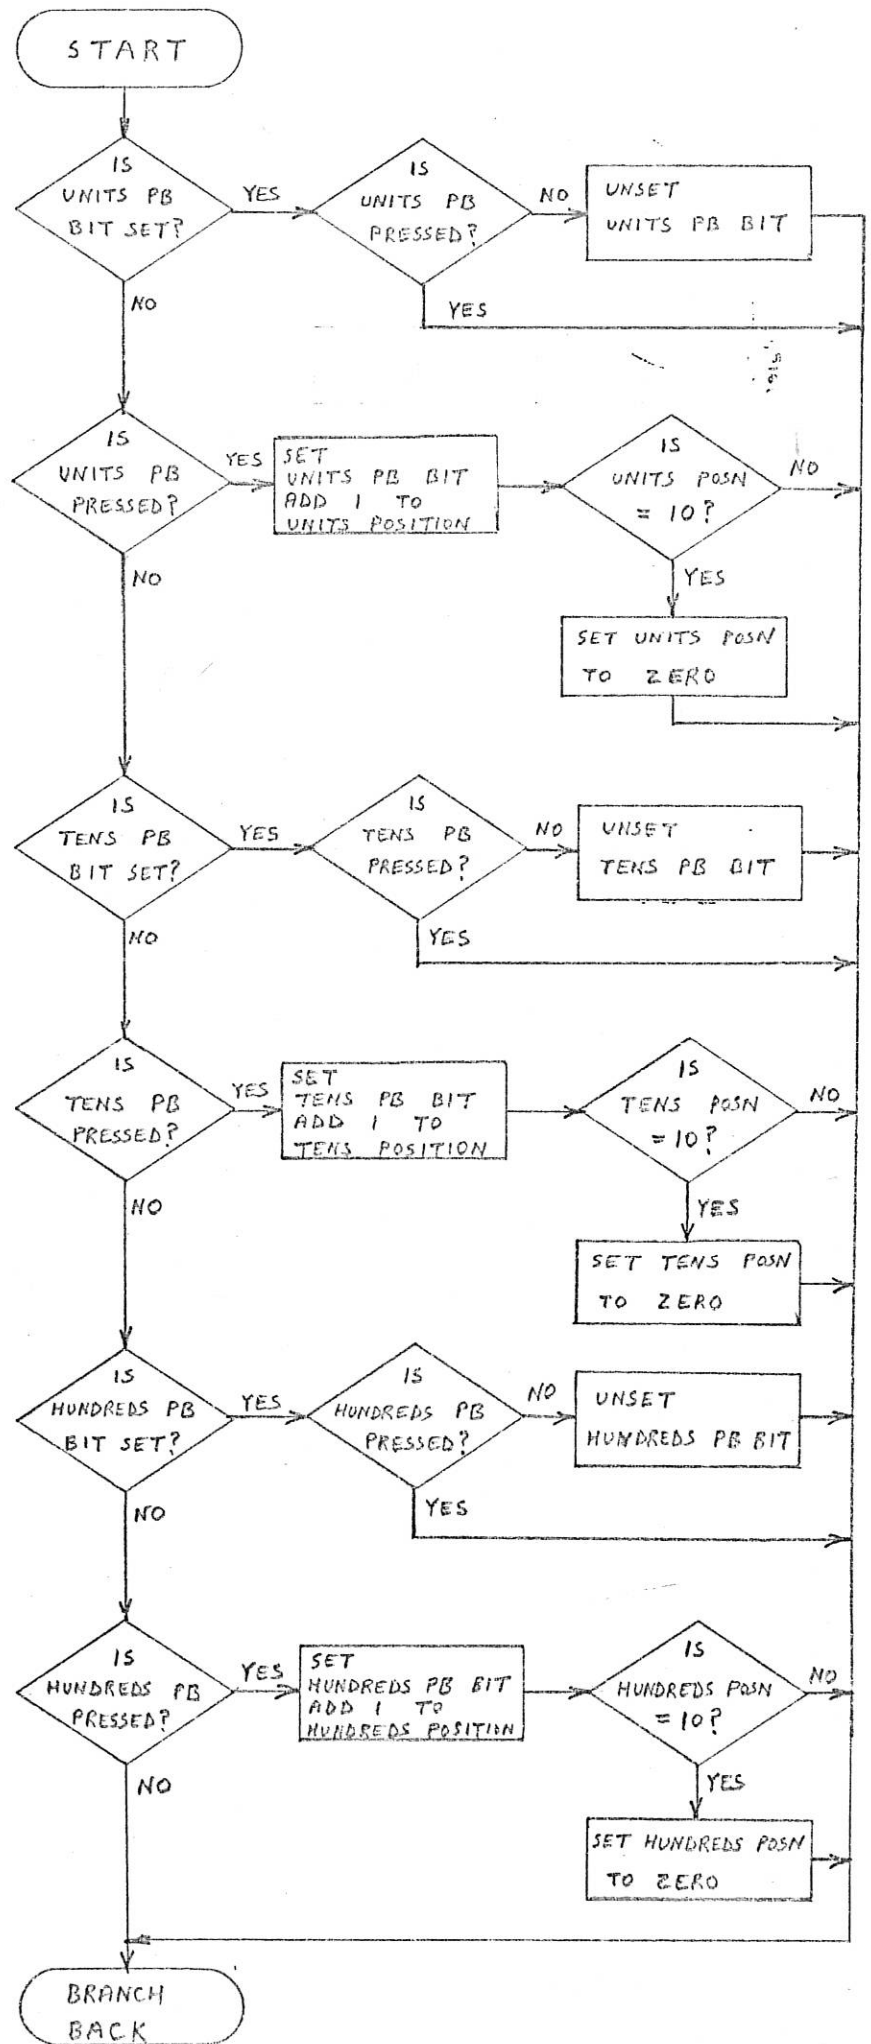 START
IS
UNITS PB
BIT SET?
YES
IS
UNITS PB
PRESSED?
NO
UNSET
UNITS PB BIT
NO
YES
IS
UNITS PB
PRESSED?
YES
SET
UNITS PB BIT
ADD 1 TO
UNITS POSITION
IS
UNITS POSN
= 10?
NO
NO
YES
SET UNITS POSN
TO ZERO
IS
TENS PB
BIT SET?
YES
IS
TENS PB
PRESSED?
NO
UNSET
TENS PB BIT
NO
YES
IS
TENS PB
PRESSED?
YES
SET
TENS PB BIT
ADD 1 TO
TENS POSITION
IS
TENS POSN
= 10?
NO
NO
YES
SET TENS POSN
TO ZERO
IS
HUNDREDS PB
BIT SET?
YES
IS
HUNDREDS PB
PRESSED?
NO
UNSET
HUNDREDS PB BIT
NO
YES
IS
HUNDREDS PB
PRESSED?
YES
SET
HUNDREDS PB BIT
ADD 1 TO
HUNDREDS POSITION
IS
HUNDREDS POSN
= 10?
NO
NO
YES
SET HUNDREDS POSN
TO ZERO
BRANCH
BACK